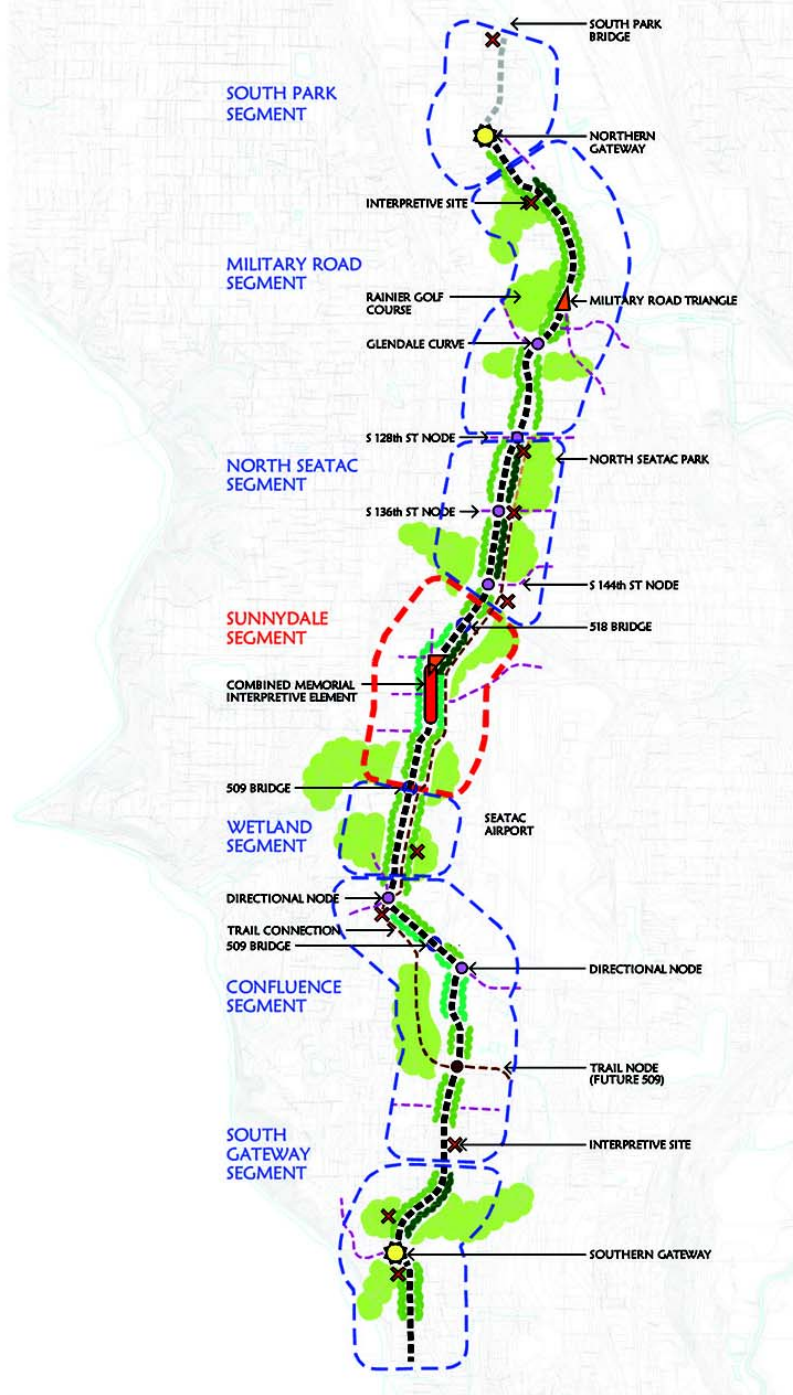 SOUTH PARK
BRIDGE
SOUTH PARK
SEGMENT
NORTHERN
GATEWAY
INTERPRETIVE SITE
MILITARY ROAD
SEGMENT
RAINIER GOLF
COURSE
MILITARY ROAD TRIANGLE
GLENDALE CURVE
S 128th ST NODE
NORTH SEATAC
SEGMENT
NORTH SEATAC PARK
S 136th ST NODE
S 144th ST NODE
SUNNYDALE
SEGMENT
518 BRIDGE
COMBINED MEMORIAL
INTERPRETIVE ELEMENT
509 BRIDGE
WETLAND
SEGMENT
SEATAC
AIRPORT
DIRECTIONAL NODE
TRAIL CONNECTION
509 BRIDGE
DIRECTIONAL NODE
CONFLUENCE
SEGMENT
TRAIL NODE
(FUTURE 509)
SOUTH
GATEWAY
SEGMENT
INTERPRETIVE SITE
SOUTHERN GATEWAY